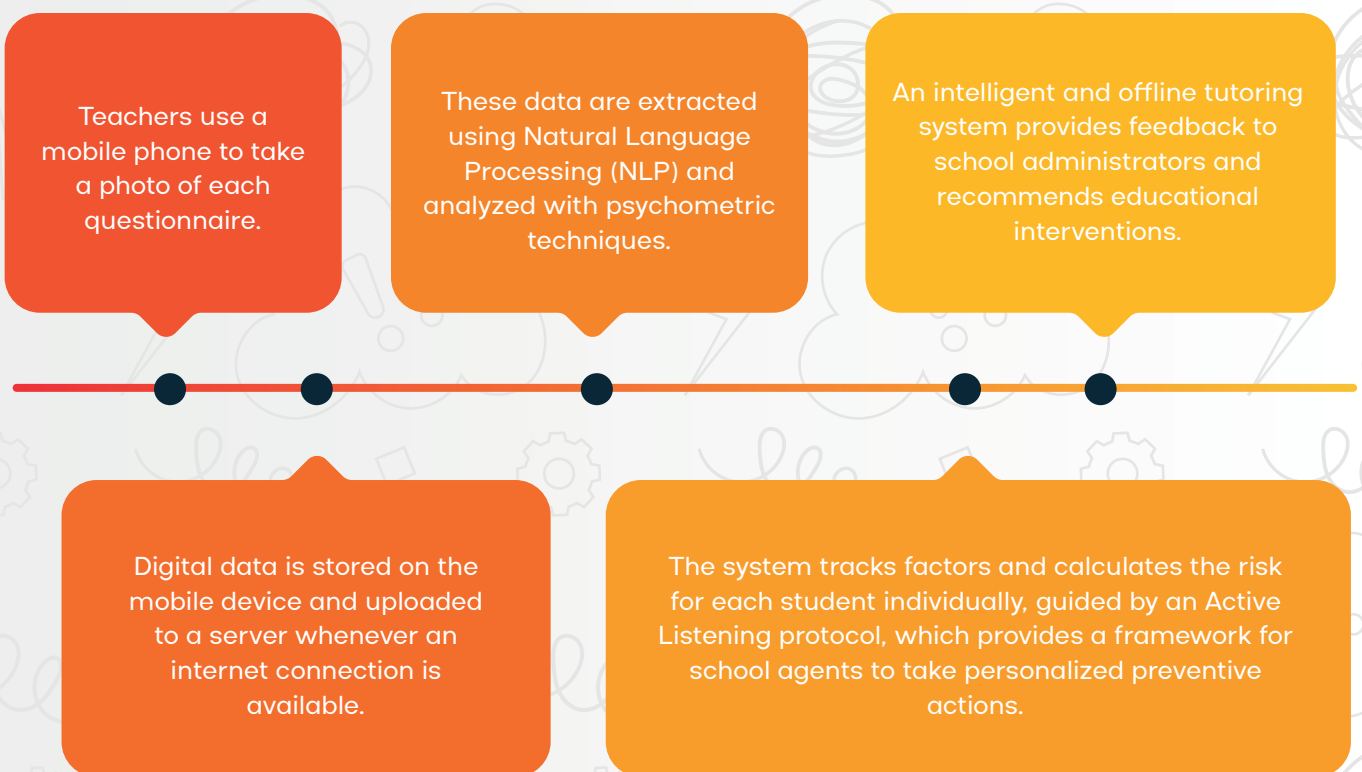 Teachers use a
mobile phone to take
a photo of each
questionnaire.
Digital data is stored on the
mobile device and uploaded
to a server whenever an
internet connection is
available.
These data are extracted
using Natural Language
Processing (NLP) and
analyzed with psychometric
techniques.
The system tracks factors and calculates the risk
for each student individually, guided by an Active
Listening protocol, which provides a framework for
school agents to take personalized preventive
actions.
An intelligent and offline tutoring
system provides feedback to
school administrators and
recommends educational
interventions.